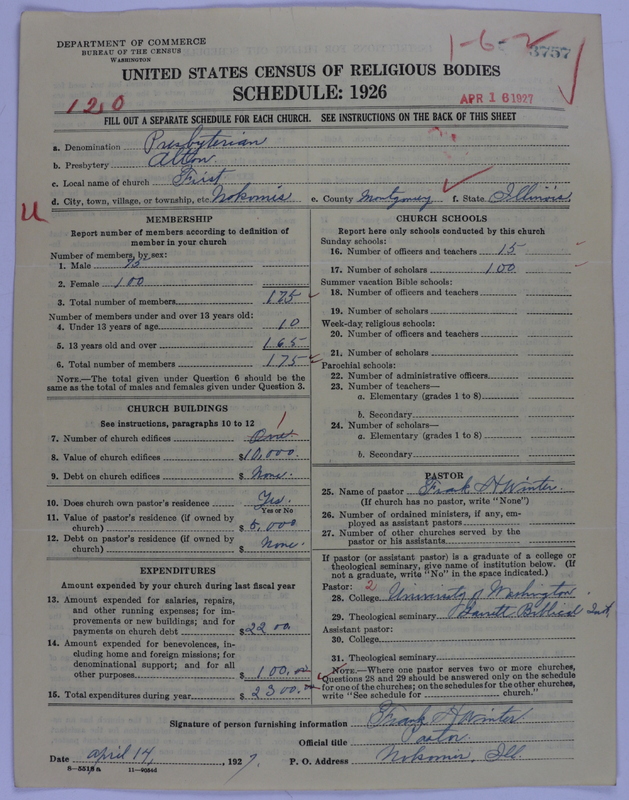 DEPARTMENT OF COMMERCE
BUREAU OF THE CENSUS
WASHINGTON
1-6-2
3757
UNITED STATES CENSUS OF RELIGIOUS BODIES
SCHEDULE: 1926
120
APR 16 1927
FILL OUT A SEPARATE SCHEDULE FOR EACH CHURCH. SEE INSTRUCTIONS ON THE BACK OF THIS SHEET
a. Denomination Presbyterian
b. Presbytery Alton
c. Local name of church First
d. City, town, village, or township, etc. Nokomis e. County Montgomery f. State Illinois
U
MEMBERSHIP
Report number of members according to definition of
member in your church
Number of members, by sex:
1. Male 75
2. Female 100
3. Total number of members 175
Number of members under and over 13 years old:
4. Under 13 years of age 10
5. 13 years old and over 165
6. Total number of members 175
NOTE.—The total given under Question 6 should be the
same as the total of males and females given under Question 3.
CHURCH BUILDINGS
See instructions, paragraphs 10 to 12
7. Number of church edifices One 1
8. Value of church edifices $10,000.
9. Debt on church edifices $ None.
10. Does church own pastor's residence Yes.
Yes or No
11. Value of pastor's residence (if owned by
church) $ 5,000
12. Debt on pastor's residence (if owned by
church) $ None.
EXPENDITURES
Amount expended by your church during last fiscal year
13. Amount expended for salaries, repairs,
and other running expenses; for im-
provements or new buildings; and for
payments on church debt $2200
14. Amount expended for benevolences, in-
cluding home and foreign missions; for
denominational support; and for all
other purposes $ 100.00
15. Total expenditures during year $ 2300.00
CHURCH SCHOOLS
Report here only schools conducted by this church
Sunday schools:
16. Number of officers and teachers 15
17. Number of scholars 100
Summer vacation Bible schools:
18. Number of officers and teachers
19. Number of scholars
Week-day religious schools:
20. Number of officers and teachers
21. Number of scholars
Parochial schools:
22. Number of administrative officers
23. Number of teachers—
a. Elementary (grades 1 to 8)
b. Secondary
24. Number of scholars—
a. Elementary (grades 1 to 8)
b. Secondary
PASTOR
25. Name of pastor Frank H Winter.
(If church has no pastor, write "None")
26. Number of ordained ministers, if any, em-
ployed as assistant pastors
27. Number of other churches served by the
pastor or his assistants
If pastor (or assistant pastor) is a graduate of a college or
theological seminary, give name of institution below. (If
not a graduate, write "No" in the space indicated.)
Pastor: 2
28. College University of Washington.
29. Theological seminary Garrett Biblical Inst.
Assistant pastor:
30. College
31. Theological seminary
NOTE.—Where one pastor serves two or more churches,
Questions 28 and 29 should be answered only on the schedule
for one of the churches; on the schedules for the other churches,
write "See schedule for church."
Signature of person furnishing information Frank H Winter
Official title Pastor
Date April 14, 1927. P. O. Address Nokomis, Ill.
8-5518a 11-9054d